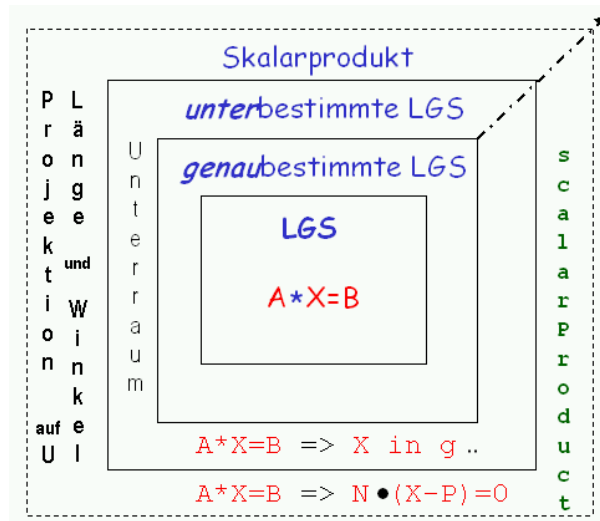 Skalarprodukt
unterbestimmte LGS
genaubestimmte LGS
LGS
A*X=B
A*X=B => X in g ..
A*X=B => N•(X-P)=0
Projektion auf U
Länge und Winkel
Unterraum
scalarProduct